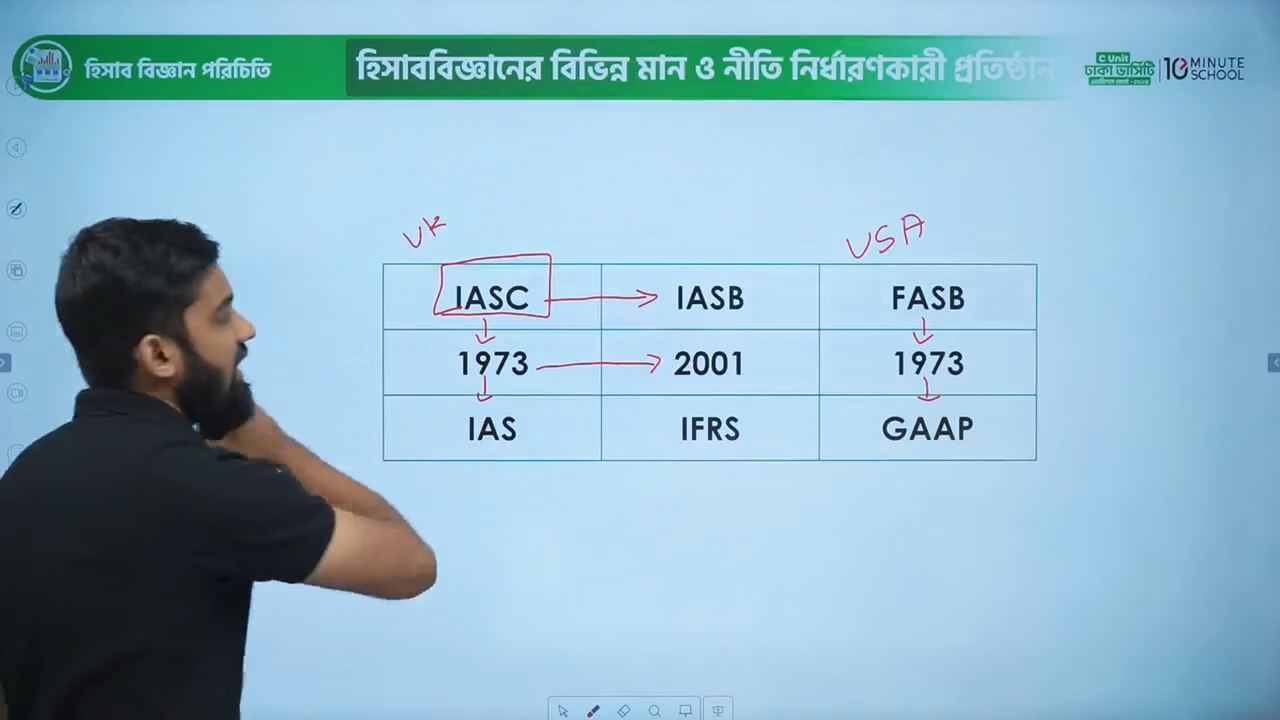 হিসাব বিজ্ঞান পরিচিতি
হিসাববিজ্ঞানের বিভিন্ন মান ও নীতি নির্ধারণকারী প্রতিষ্ঠান
C Unit
ঢাকা ভার্সিটি
10 MINUTE SCHOOL
UK
USA
IASC IASB FASB
1973 2001 1973
IAS IFRS GAAP